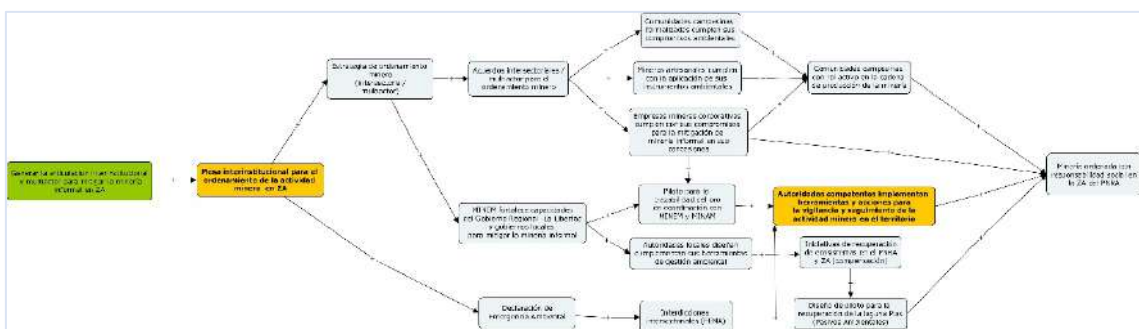 Generar la articulación interinstitucional
y multiactor para mitigar la minería
informal en ZA
Mesa interinstitucional para el
ordenamiento de la actividad
minera en ZA
Estrategia de ordenamiento
minero
(intersectorial /
multiactor)
Acuerdos intersectoriales /
multiactor para el
ordenamiento minero
Comunidades campesinas
formalizadas cumplen sus
compromisos ambientales
Mineros artesanales cumplen
con la aplicación de sus
instrumentos ambientales
Empresas mineras corporativas
cumplen con sus compromisos
para la mitigación de
minería informal en sus
concesiones
Comunidades campesinas
con rol activo en la cadena
de producción de la minería
MINEM fortalece capacidades
del Gobierno Regional La Libertad
y gobiernos locales
para mitigar la minería informal
Piloto para la
trazabilidad del oro
en coordinación con
MINEM y MINAM
Autoridades competentes implementan
herramientas y acciones para
la vigilancia y seguimiento de la
actividad minera en el territorio
Minería ordenada con
responsabilidad social en
la ZA del PNRA
Autoridades locales diseñan
implementan sus herramientas
de gestión ambiental
Iniciativas de recuperación
de ecosistemas en el PNRA
y ZA (compensación)
Declaración de
Emergencia Ambiental
Interdicciones
(FEMA)
Diseño de piloto para la
recuperación de la laguna Pias
(Pasivos Ambientales)